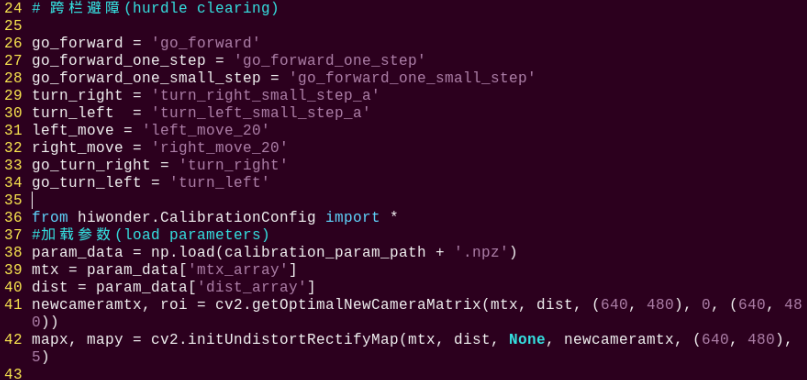 24 # 跨栏避障(hurdle clearing)
25
26 go_forward = 'go_forward'
27 go_forward_one_step = 'go_forward_one_step'
28 go_forward_one_small_step = 'go_forward_one_small_step'
29 turn_right = 'turn_right_small_step_a'
30 turn_left  = 'turn_left_small_step_a'
31 left_move = 'left_move_20'
32 right_move = 'right_move_20'
33 go_turn_right = 'turn_right'
34 go_turn_left = 'turn_left'
35
36 from hiwonder.CalibrationConfig import *
37 #加载参数(load parameters)
38 param_data = np.load(calibration_param_path + '.npz')
39 mtx = param_data['mtx_array']
40 dist = param_data['dist_array']
41 newcameramtx, roi = cv2.getOptimalNewCameraMatrix(mtx, dist, (640, 480), 0, (640, 48
0))
42 mapx, mapy = cv2.initUndistortRectifyMap(mtx, dist, None, newcameramtx, (640, 480),
5)
43